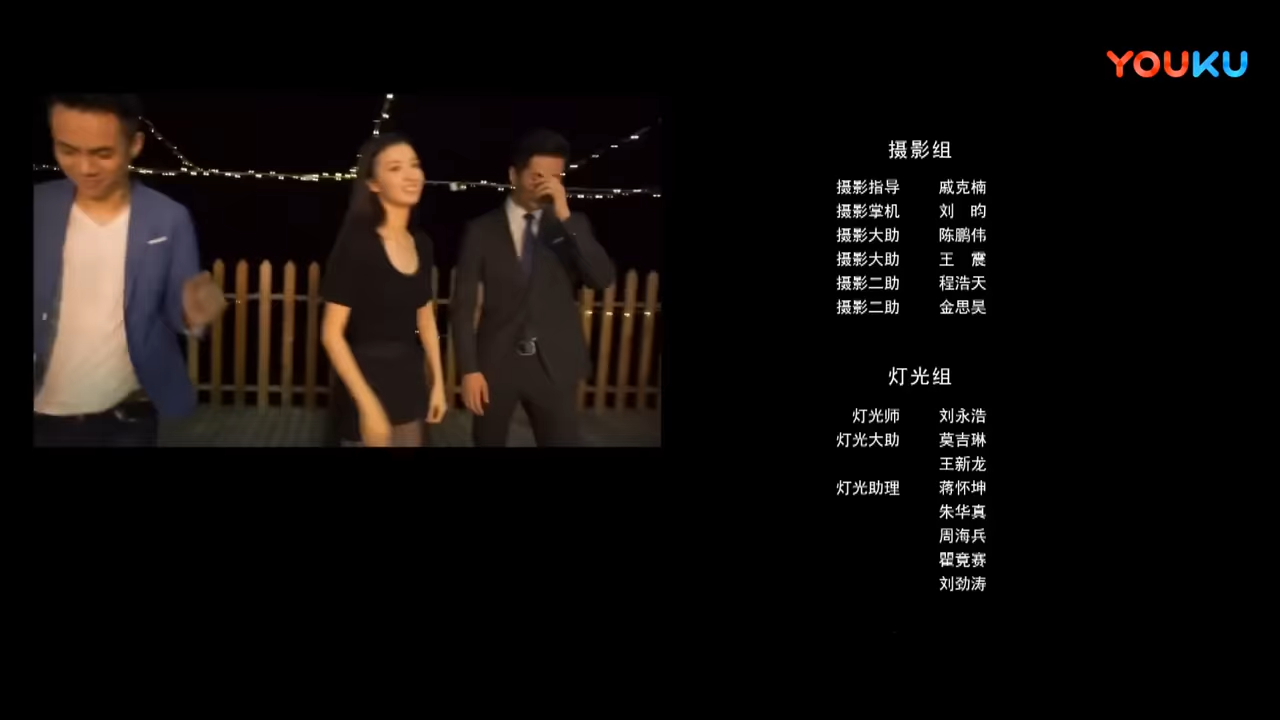 YOUKU
摄影组
摄影指导 戚克楠
摄影掌机 刘 昀
摄影大助 陈鹏伟
摄影大助 王 震
摄影二助 程浩天
摄影二助 金思昊
灯光组
灯光师 刘永浩
灯光大助 莫吉琳
王新龙
灯光助理 蒋怀坤
朱华真
周海兵
瞿竟赛
刘劲涛